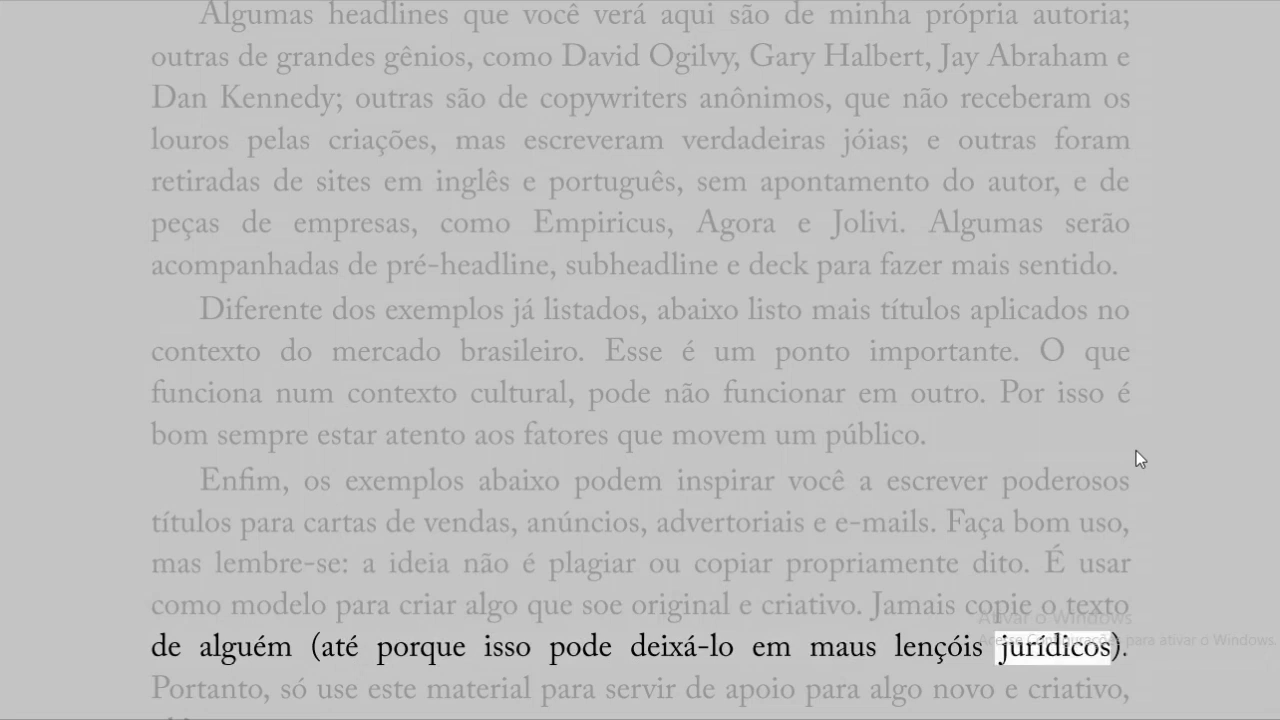 Algumas headlines que você verá aqui são de minha própria autoria;
outras de grandes gênios, como David Ogilvy, Gary Halbert, Jay Abraham e
Dan Kennedy; outras são de copywriters anônimos, que não receberam os
louros pelas criações, mas escreveram verdadeiras jóias; e outras foram
retiradas de sites em inglês e português, sem apontamento do autor, e de
peças de empresas, como Empiricus, Agora e Jolivi. Algumas serão
acompanhadas de pré-headline, subheadline e deck para fazer mais sentido.
Diferente dos exemplos já listados, abaixo listo mais títulos aplicados no
contexto do mercado brasileiro. Esse é um ponto importante. O que
funciona num contexto cultural, pode não funcionar em outro. Por isso é
bom sempre estar atento aos fatores que movem um público.
Enfim, os exemplos abaixo podem inspirar você a escrever poderosos
títulos para cartas de vendas, anúncios, advertoriais e e-mails. Faça bom uso,
mas lembre-se: a ideia não é plagiar ou copiar propriamente dito. É usar
como modelo para criar algo que soe original e criativo. Jamais copie o texto
Ativar o Windows
Acesse Configurações para ativar o Windows.
de alguém (até porque isso pode deixá-lo em maus lençóis jurídicos).
Portanto, só use este material para servir de apoio para algo novo e criativo,